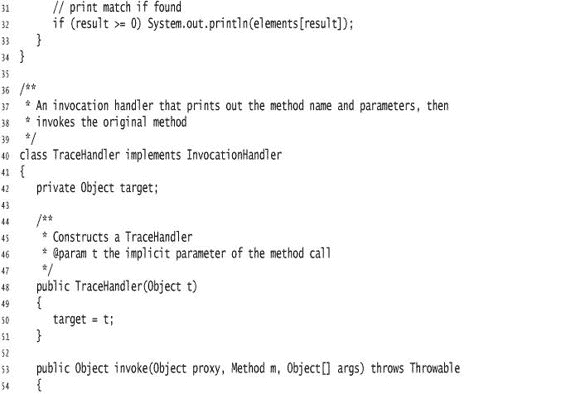 31 // print match if found
32 if (result >= 0) System.out.println(elements[result]);
33 }
34 }
35
36 /**
37 * An invocation handler that prints out the method name and parameters, then
38 * invokes the original method
39 */
40 class TraceHandler implements InvocationHandler
41 {
42 private Object target;
43
44 /**
45 * Constructs a TraceHandler
46 * @param t the implicit parameter of the method call
47 */
48 public TraceHandler(Object t)
49 {
50 target = t;
51 }
52
53 public Object invoke(Object proxy, Method m, Object[] args) throws Throwable
54 {